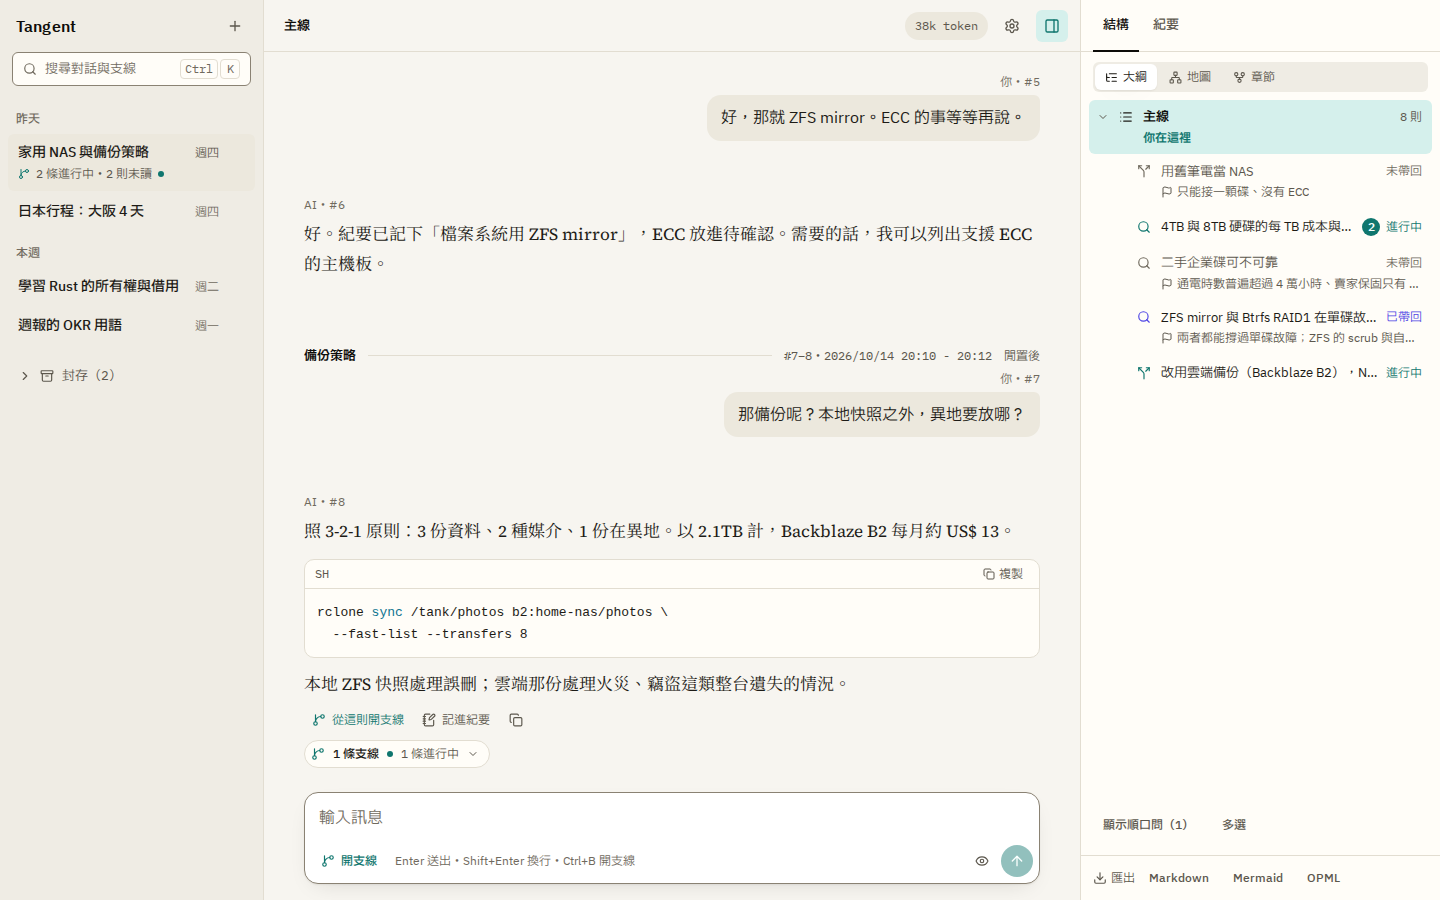 Tangent
搜尋對話與支線 Ctrl K
昨天
家用 NAS 與備份策略 週四
2 條進行中・2 則未讀
日本行程：大阪 4 天 週四
本週
學習 Rust 的所有權與借用 週二
週報的 OKR 用語 週一
封存（2）
主線 38k token
你・#5
好，那就 ZFS mirror。ECC 的事等等再說。
AI・#6
好。紀要已記下「檔案系統用 ZFS mirror」，ECC 放進待確認。需要的話，我可以列出支援 ECC
的主機板。
備份策略 #7–8・2026/10/14 20:10 - 20:12 閒置後
你・#7
那備份呢？本地快照之外，異地要放哪？
AI・#8
照 3-2-1 原則：3 份資料、2 種媒介、1 份在異地。以 2.1TB 計，Backblaze B2 每月約 US$ 13。
SH 複製
rclone sync /tank/photos b2:home-nas/photos \
--fast-list --transfers 8
本地 ZFS 快照處理誤刪；雲端那份處理火災、竊盜這類整台遺失的情況。
從這則開支線 記進紀要
1 條支線 1 條進行中
輸入訊息
開支線 Enter 送出・Shift+Enter 換行・Ctrl+B 開支線
結構 紀要
大綱 地圖 章節
主線 8 則
你在這裡
用舊筆電當 NAS 未帶回
只能接一顆碟、沒有 ECC
4TB 與 8TB 硬碟的每 TB 成本與… 2 進行中
二手企業碟可不可靠 未帶回
通電時數普遍超過 4 萬小時、賣家保固只有 …
ZFS mirror 與 Btrfs RAID1 在單碟故… 已帶回
兩者都能撐過單碟故障；ZFS 的 scrub 與自…
改用雲端備份（Backblaze B2），N… 進行中
顯示順口問（1） 多選
匯出 Markdown Mermaid OPML